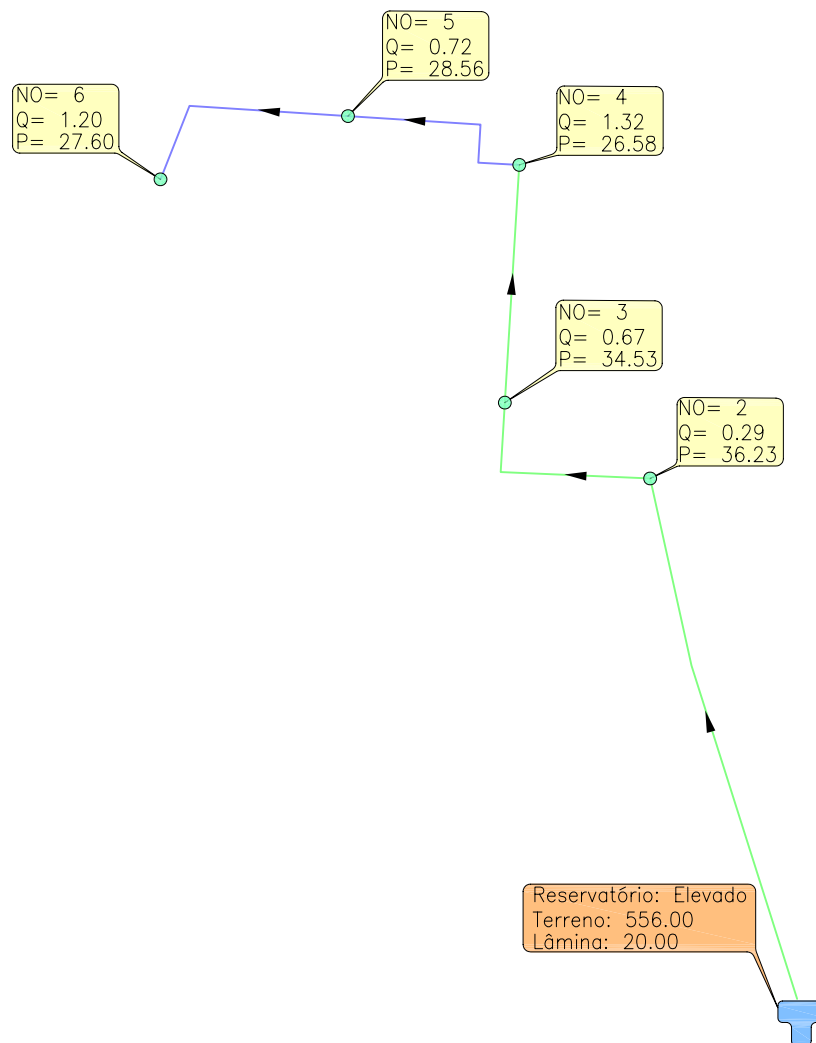 NO= 5
Q= 0.72
P= 28.56
NO= 6
Q= 1.20
P= 27.60
NO= 4
Q= 1.32
P= 26.58
NO= 3
Q= 0.67
P= 34.53
NO= 2
Q= 0.29
P= 36.23
Reservatório: Elevado
Terreno: 556.00
Lâmina: 20.00